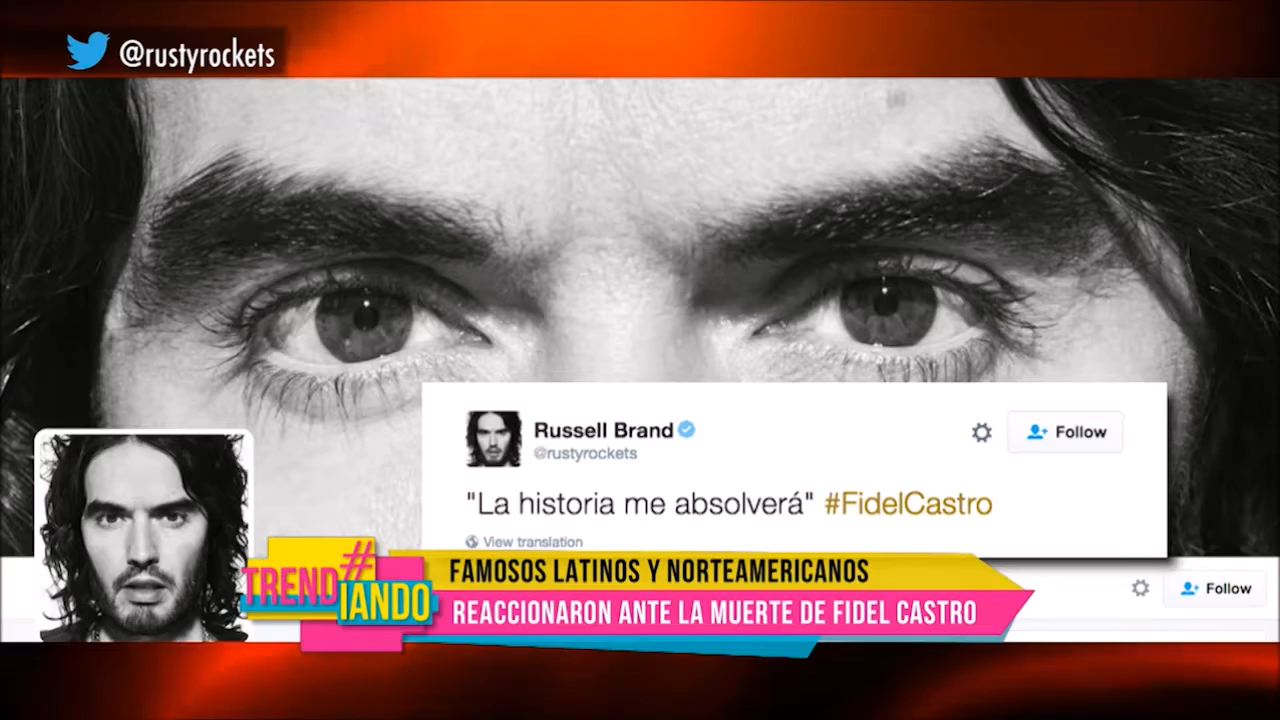 @rustyrockets
Russell Brand
@rustyrockets
Follow
"La historia me absolverá" #FidelCastro
View translation
#
TREND
IANDO
FAMOSOS LATINOS Y NORTEAMERICANOS
REACCIONARON ANTE LA MUERTE DE FIDEL CASTRO
Follow